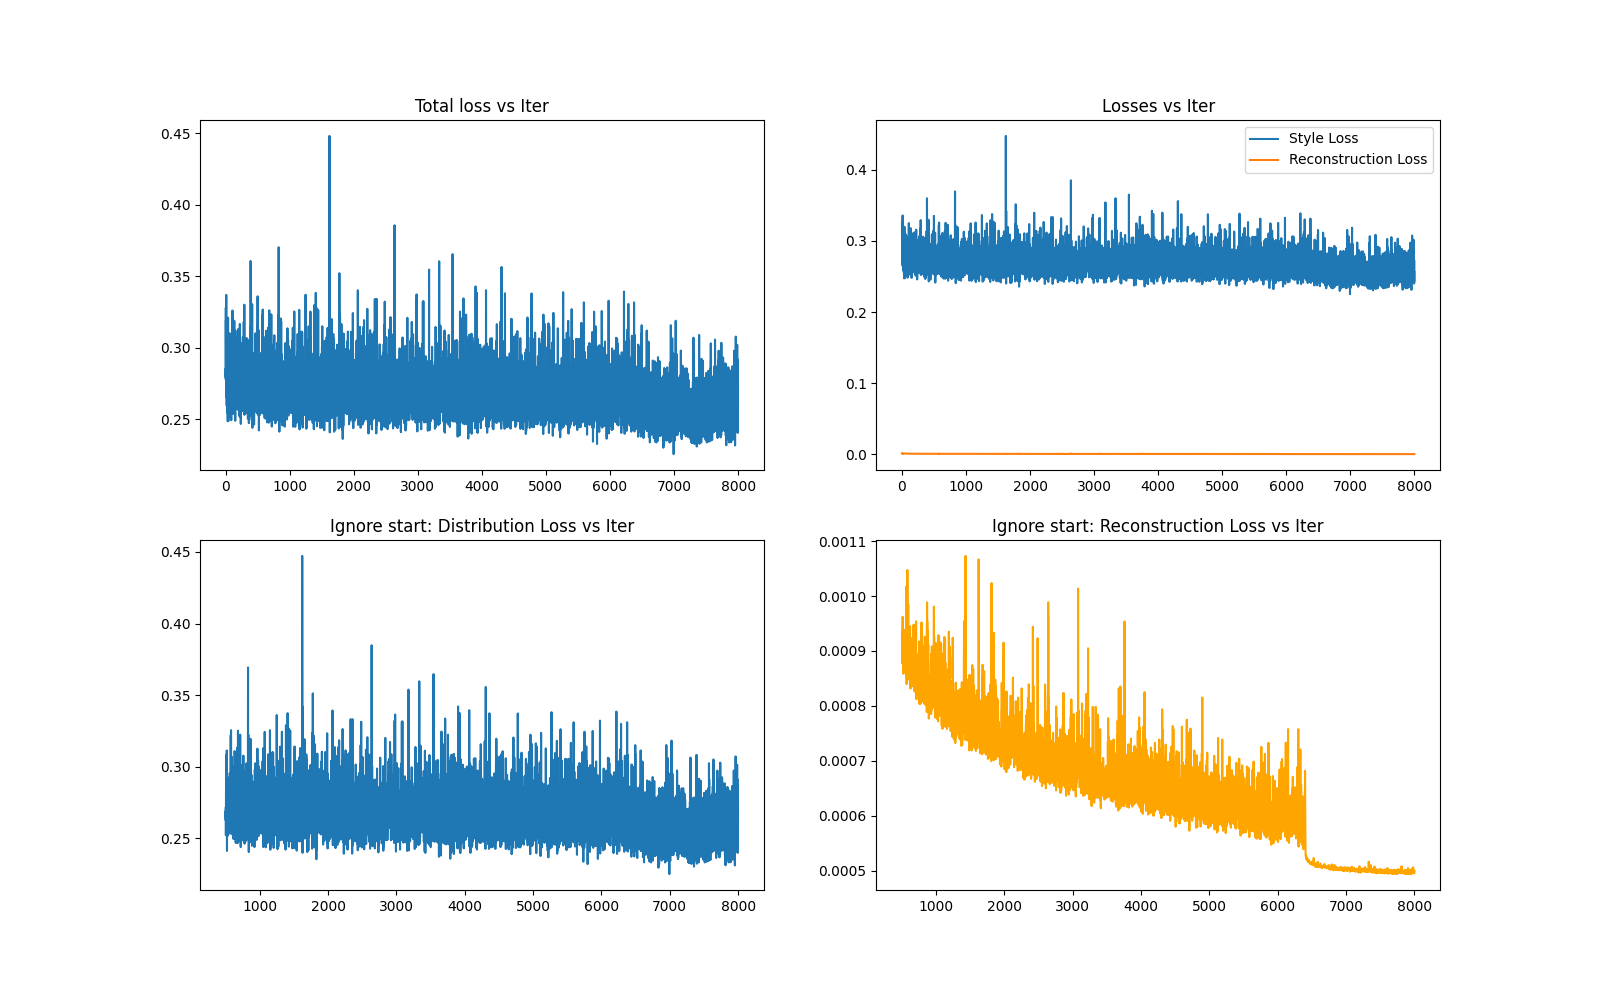 Total loss vs Iter
0.45
0.40
0.35
0.30
0.25
0 1000 2000 3000 4000 5000 6000 7000 8000
Losses vs Iter
Style Loss
Reconstruction Loss
0.4
0.3
0.2
0.1
0.0
0 1000 2000 3000 4000 5000 6000 7000 8000
Ignore start: Distribution Loss vs Iter
0.45
0.40
0.35
0.30
0.25
1000 2000 3000 4000 5000 6000 7000 8000
Ignore start: Reconstruction Loss vs Iter
0.0011
0.0010
0.0009
0.0008
0.0007
0.0006
0.0005
1000 2000 3000 4000 5000 6000 7000 8000